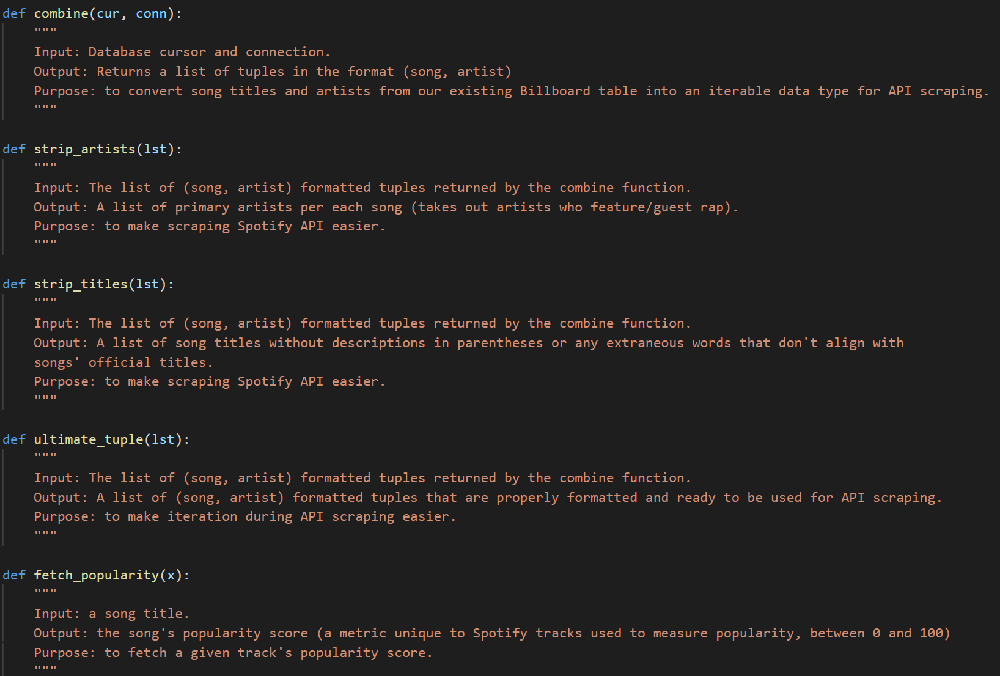 def combine(cur, conn):
"""
Input: Database cursor and connection.
Output: Returns a list of tuples in the format (song, artist)
Purpose: to convert song titles and artists from our existing Billboard table into an iterable data type for API scraping.
"""
def strip_artists(lst):
"""
Input: The list of (song, artist) formatted tuples returned by the combine function.
Output: A list of primary artists per each song (takes out artists who feature/guest rap).
Purpose: to make scraping Spotify API easier.
"""
def strip_titles(lst):
"""
Input: The list of (song, artist) formatted tuples returned by the combine function.
Output: A list of song titles without descriptions in parentheses or any extraneous words that don't align with
songs' official titles.
Purpose: to make scraping Spotify API easier.
"""
def ultimate_tuple(lst):
"""
Input: The list of (song, artist) formatted tuples returned by the combine function.
Output: A list of (song, artist) formatted tuples that are properly formatted and ready to be used for API scraping.
Purpose: to make iteration during API scraping easier.
"""
def fetch_popularity(x):
"""
Input: a song title.
Output: the song's popularity score (a metric unique to Spotify tracks used to measure popularity, between 0 and 100)
Purpose: to fetch a given track's popularity score.
"""